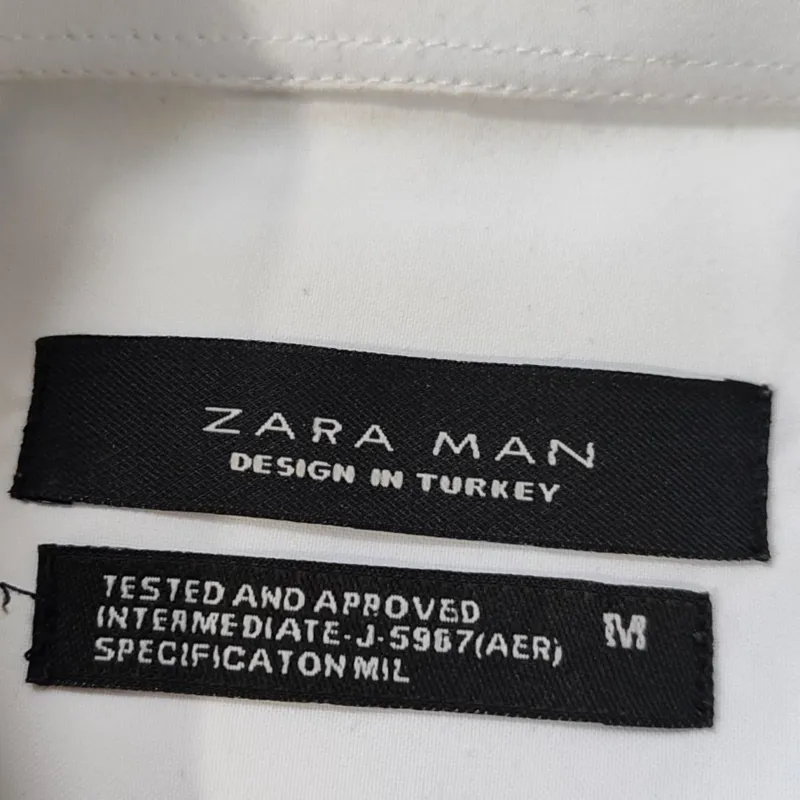 ZARA MAN
DESIGN IN TURKEY
TESTED AND APPROVED
INTERMEDIATE-J-5967(AER)
SPECIFICATON MIL
M